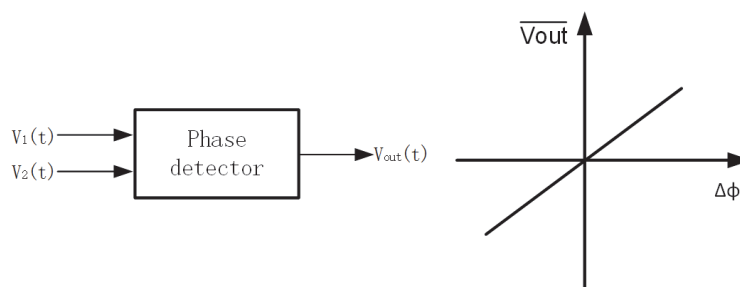 V₁(t)
V₂(t)
Phase
detector
Vout(t)
Vout
Δϕ